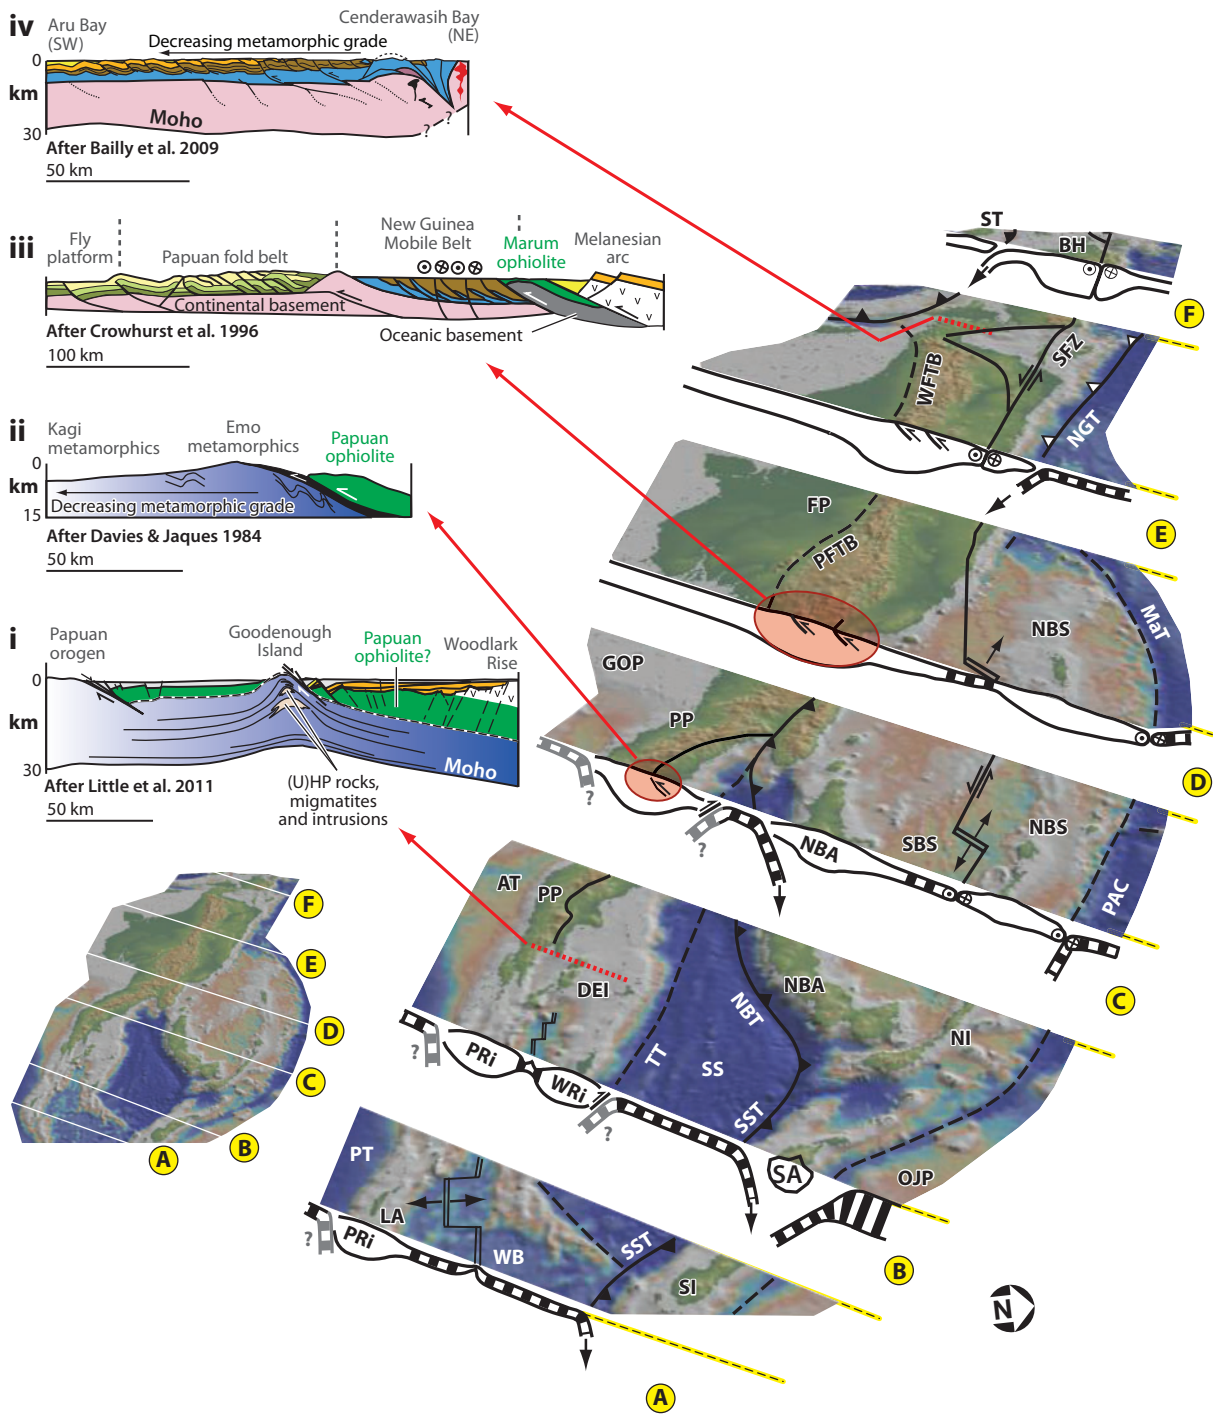 iv
Aru Bay
(SW)
Cenderawasih Bay
(NE)
Decreasing metamorphic grade
0
km
30
Moho
?
?
After Bailly et al. 2009
50 km
iii
Fly
platform
Papuan fold belt
New Guinea
Mobile Belt
Marum
ophiolite
Melanesian
arc
Continental basement
v
v
v
v
v
After Crowhurst et al. 1996
Oceanic basement
100 km
ii
Kagi
metamorphics
Emo
metamorphics
Papuan
ophiolite
0
km
15
Decreasing metamorphic grade
After Davies & Jaques 1984
50 km
i
Papuan
orogen
Goodenough
Island
Papuan
ophiolite?
Woodlark
Rise
0
km
30
v
v
v
Moho
After Little et al. 2011
50 km
(U)HP rocks,
migmatites
and intrusions
F
E
D
C
B
A
ST
BH
F
WFTB
SFZ
NGT
E
FP
PFTB
NBS
MaT
D
GOP
PP
?
?
NBA
SBS
NBS
PAC
C
AT
PP
DEI
NBT
NBA
NI
TT
SS
SST
?
PRi
WRi
?
SA
OJP
B
PT
LA
?
PRi
WB
SST
SI
A
N